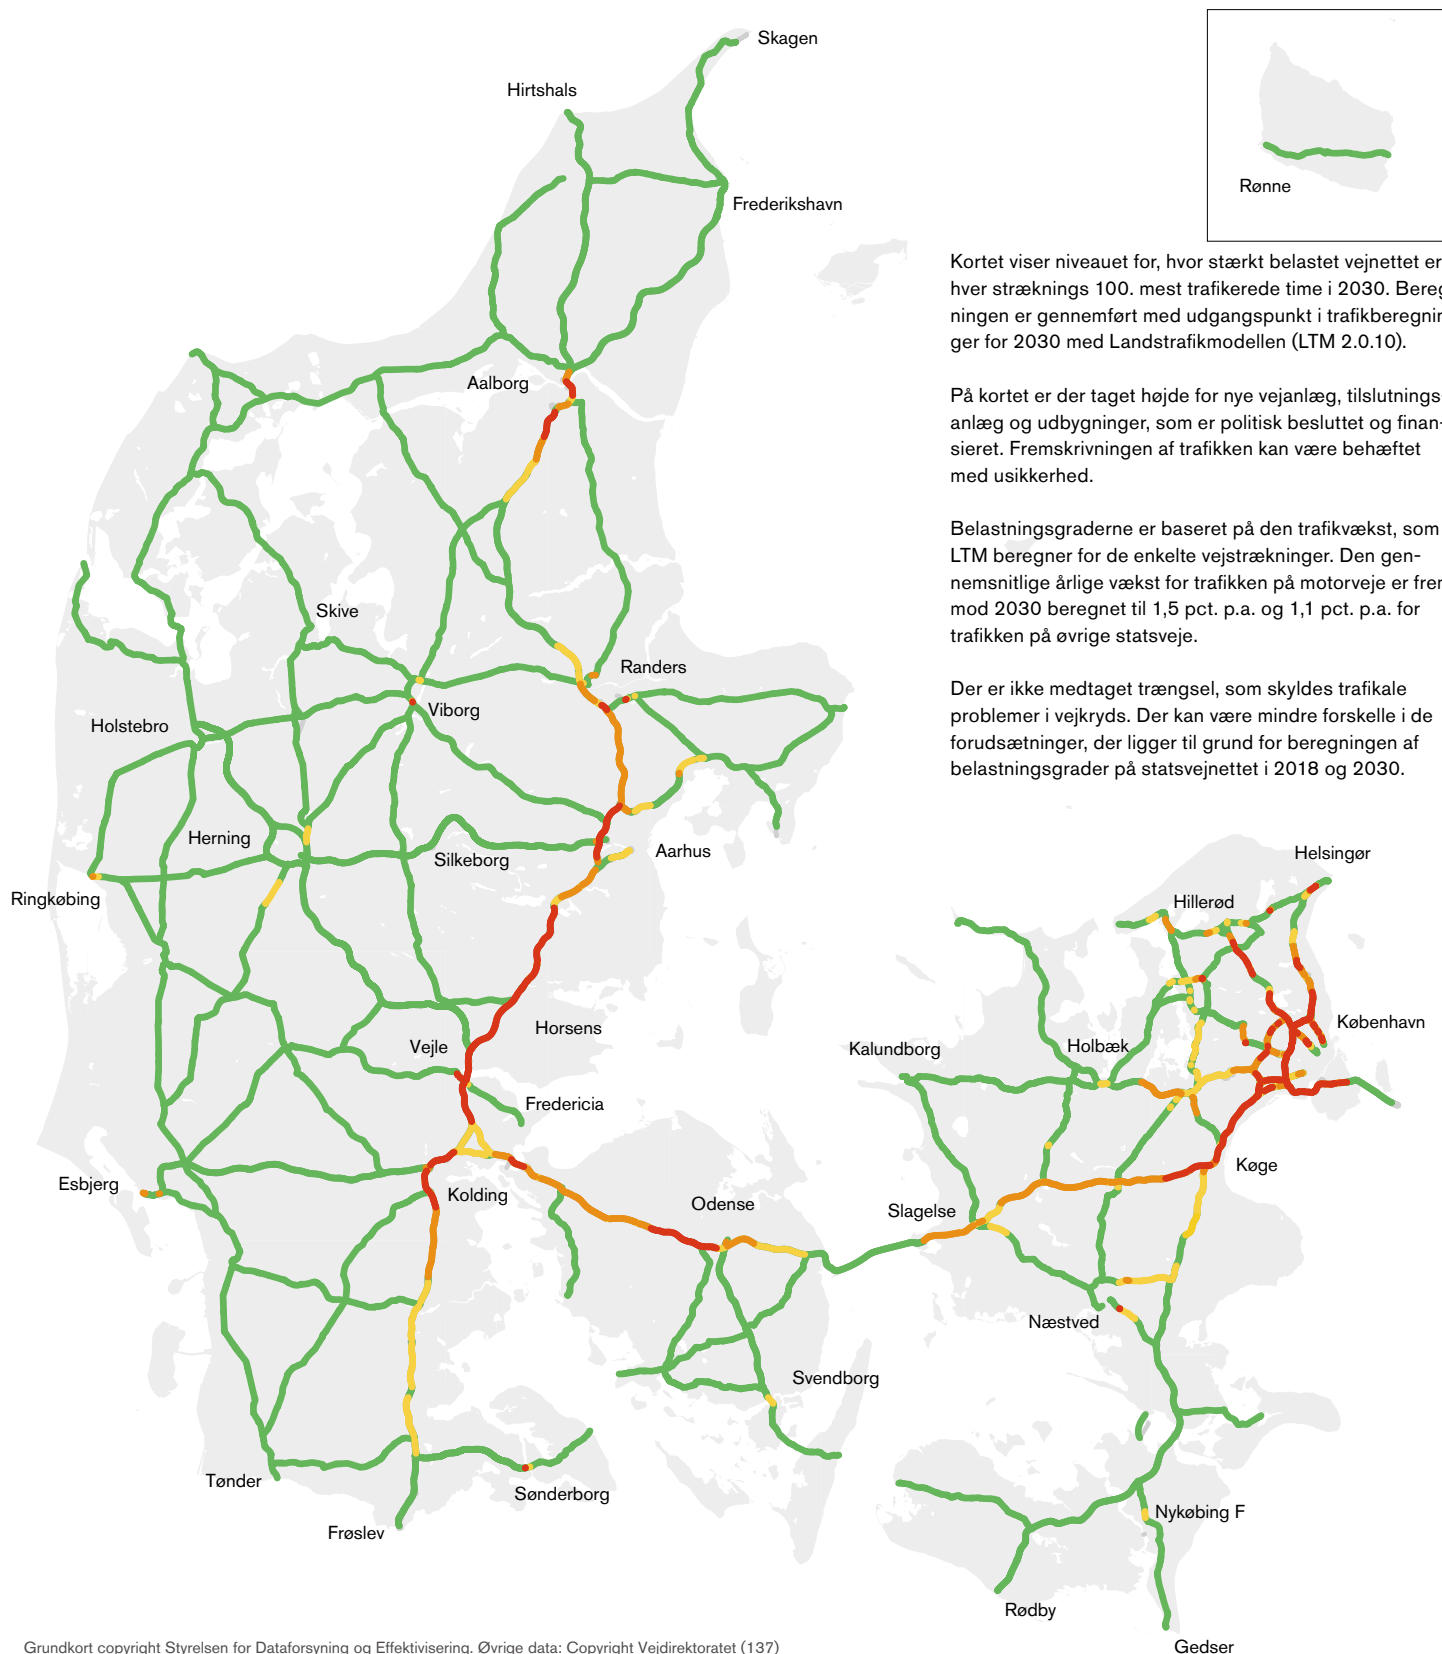 Skagen
Hirtshals
Frederikshavn
Rønne
Kortet viser niveauet for, hvor stærkt belastet vejnettet er
hver stræknings 100. mest trafikerede time i 2030. Bereg
ningen er gennemført med udgangspunkt i trafikberegnin
ger for 2030 med Landstrafikmodellen (LTM 2.0.10).
På kortet er der taget højde for nye vejanlæg, tilslutnings
anlæg og udbygninger, som er politisk besluttet og finan-
sieret. Fremskrivningen af trafikken kan være behæftet
med usikkerhed.
Belastningsgraderne er baseret på den trafikvækst, som
LTM beregner for de enkelte vejstrækninger. Den gen-
nemsnitlige årlige vækst for trafikken på motorveje er frem
mod 2030 beregnet til 1,5 pct. p.a. og 1,1 pct. p.a. for
trafikken på øvrige statsveje.
Der er ikke medtaget trængsel, som skyldes trafikale
problemer i vejkryds. Der kan være mindre forskelle i de
forudsætninger, der ligger til grund for beregningen af
belastningsgrader på statsvejnettet i 2018 og 2030.
Aalborg
Skive
Randers
Viborg
Holstebro
Herning
Silkeborg
Aarhus
Ringkøbing
Helsingør
Hillerød
Horsens
Vejle
København
Kalundborg
Holbæk
Fredericia
Esbjerg
Kolding
Køge
Odense
Slagelse
Næstved
Svendborg
Tønder
Sønderborg
Frøslev
Nykøbing F
Rødby
Gedser
Grundkort copyright Styrelsen for Dataforsyning og Effektivisering. Øvrige data: Copyright Vejdirektoratet (137)